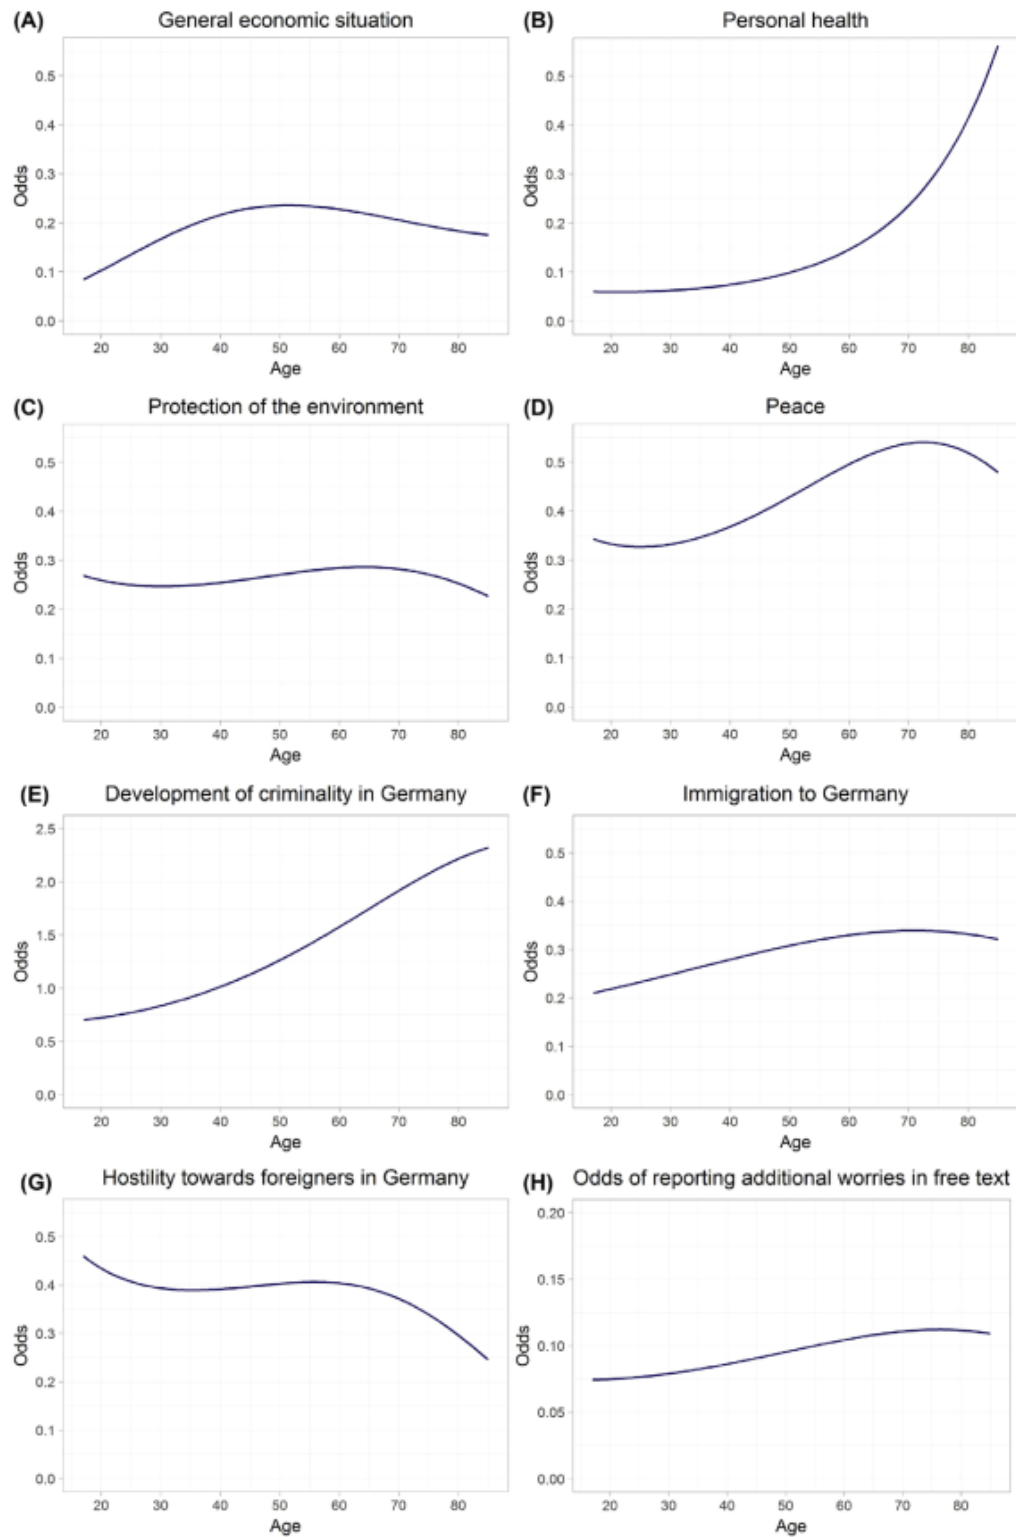 (A) General economic situation
Odds
0.5
0.4
0.3
0.2
0.1
0.0
20 30 40 50 60 70 80
Age
(B) Personal health
Odds
0.5
0.4
0.3
0.2
0.1
0.0
20 30 40 50 60 70 80
Age
(C) Protection of the environment
Odds
0.5
0.4
0.3
0.2
0.1
0.0
20 30 40 50 60 70 80
Age
(D) Peace
Odds
0.5
0.4
0.3
0.2
0.1
0.0
20 30 40 50 60 70 80
Age
(E) Development of criminality in Germany
Odds
2.5
2.0
1.5
1.0
0.5
0.0
20 30 40 50 60 70 80
Age
(F) Immigration to Germany
Odds
0.5
0.4
0.3
0.2
0.1
0.0
20 30 40 50 60 70 80
Age
(G) Hostility towards foreigners in Germany
Odds
0.5
0.4
0.3
0.2
0.1
0.0
20 30 40 50 60 70 80
Age
(H) Odds of reporting additional worries in free text
Odds
0.20
0.15
0.10
0.05
0.00
20 30 40 50 60 70 80
Age